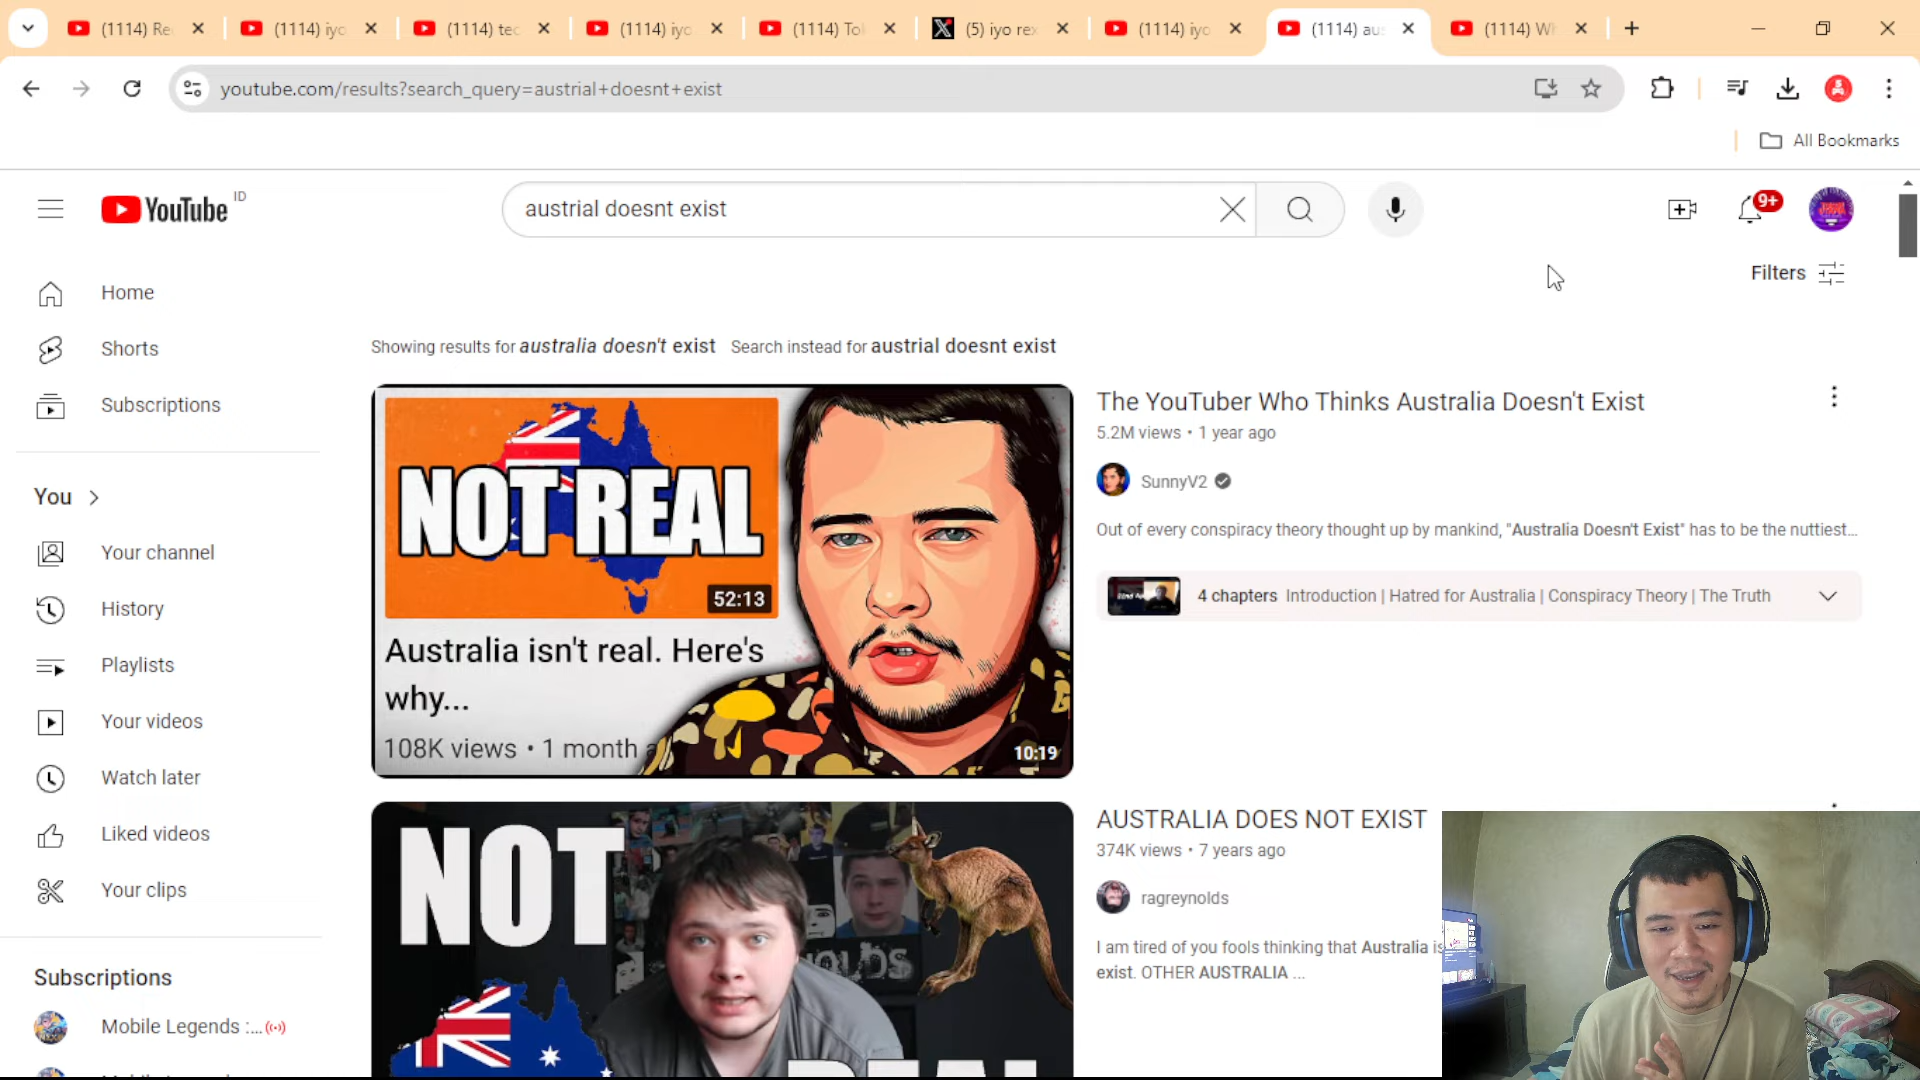 (1114) Re
(1114) iyo
(1114) tec
(1114) iyo
(1114) To
(5) iyo rex
(1114) iyo
(1114) aus
(1114) Wh
youtube.com/results?search_query=austrial+doesnt+exist
All Bookmarks
YouTube ID
austrial doesnt exist
9+
Filters
Home
Shorts
Subscriptions
You
Your channel
History
Playlists
Your videos
Watch later
Liked videos
Your clips
Subscriptions
Mobile Legends :...
Showing results for australia doesn't exist Search instead for austrial doesnt exist
NOT REAL
52:13
Australia isn't real. Here's
why...
108K views • 1 month a
10:19
The YouTuber Who Thinks Australia Doesn't Exist
5.2M views • 1 year ago
SunnyV2
Out of every conspiracy theory thought up by mankind, "Australia Doesn't Exist" has to be the nuttiest...
4 chapters Introduction | Hatred for Australia | Conspiracy Theory | The Truth
NOT
REAL
AUSTRALIA DOES NOT EXIST
374K views • 7 years ago
ragreynolds
I am tired of you fools thinking that Australia is
exist. OTHER AUSTRALIA ...